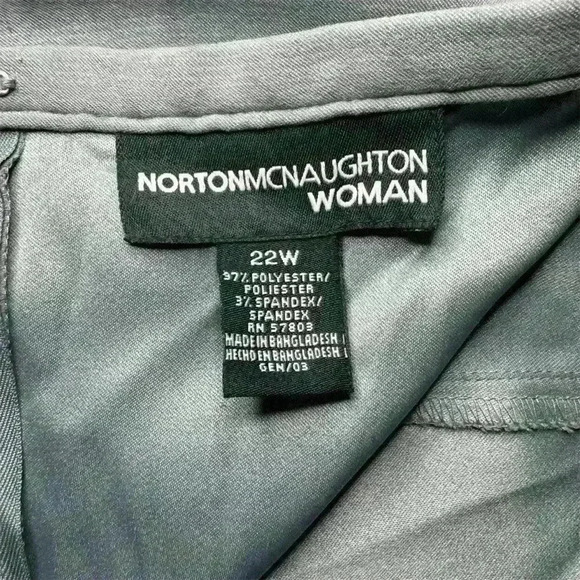 NORTONMCNAUGHTON
WOMAN
22W
97% POLYESTER/
POLIESTER
3% SPANDEX/
SPANDEX
RN 57803
MADE IN BANGLADESH
HECHO EN BANGLADESH
GEN/03